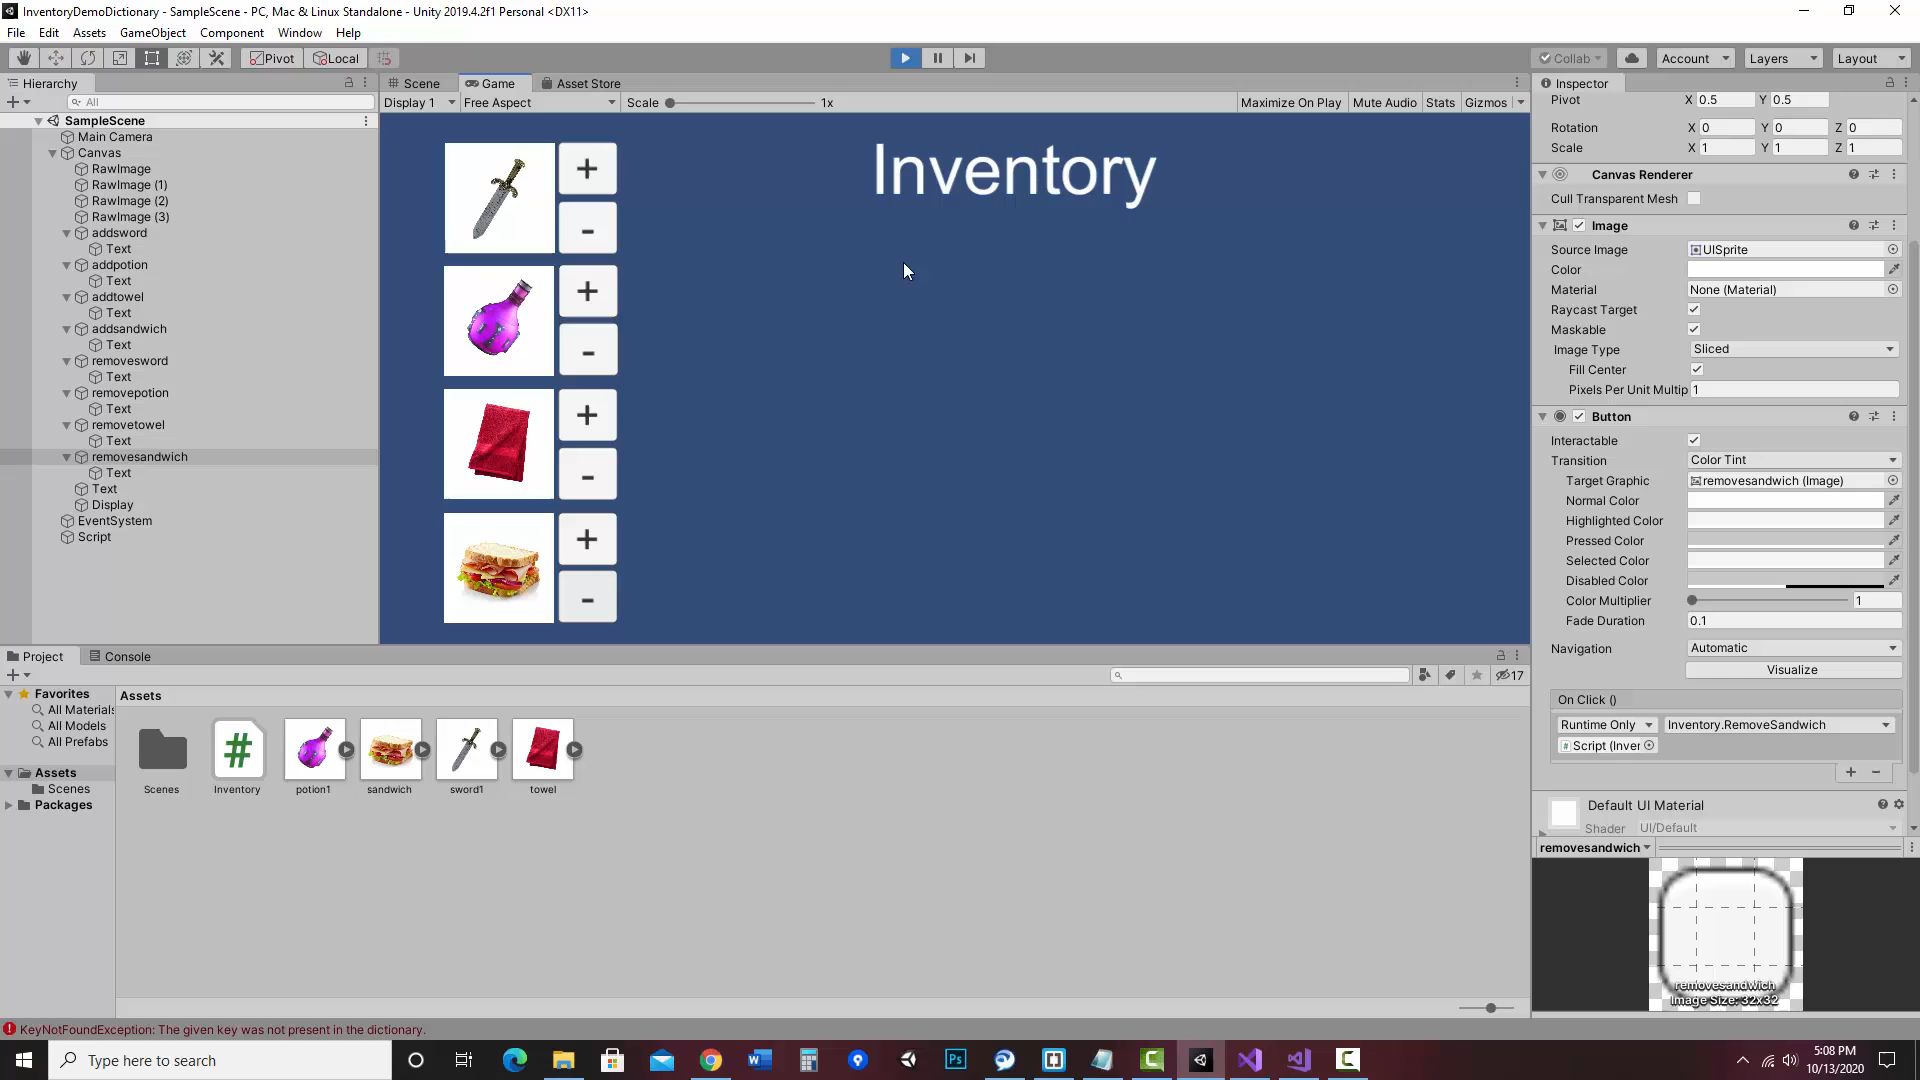 InventoryDemoDictionary - SampleScene - PC, Mac & Linux Standalone - Unity 2019.4.2f1 Personal <DX11>
File Edit Assets GameObject Component Window Help
Pivot Local Collab Account Layers Layout
Hierarchy Scene Game Asset Store Inspector
All Display 1 Free Aspect Scale 1x Maximize On Play Mute Audio Stats Gizmos
SampleScene
Main Camera
Canvas
RawImage
RawImage (1)
RawImage (2)
RawImage (3)
addsword
Text
addpotion
Text
addtowel
Text
addsandwich
Text
removesword
Text
removepotion
Text
removetowel
Text
removesandwich
Text
Text
Display
EventSystem
Script
Inventory
+
-
+
-
+
-
+
-
Pivot X 0.5 Y 0.5
Rotation X 0 Y 0 Z 0
Scale X 1 Y 1 Z 1
Canvas Renderer
Cull Transparent Mesh
Image
Source Image UISprite
Color
Material None (Material)
Raycast Target
Maskable
Image Type Sliced
Fill Center
Pixels Per Unit Multip 1
Button
Interactable
Transition Color Tint
Target Graphic removesandwich (Image)
Normal Color
Highlighted Color
Pressed Color
Selected Color
Disabled Color
Color Multiplier 1
Fade Duration 0.1
Navigation Automatic
Visualize
On Click ()
Runtime Only Inventory.RemoveSandwich
Script (Inver
+ -
Default UI Material
Shader UI/Default
removesandwich
removesandwich
Image Size: 32x32
Project Console
17
Favorites
All Materials
All Models
All Prefabs
Assets
Scenes
Packages
Assets
Scenes Inventory potion1 sandwich sword1 towel
KeyNotFoundException: The given key was not present in the dictionary.
Type here to search
5:08 PM
10/13/2020